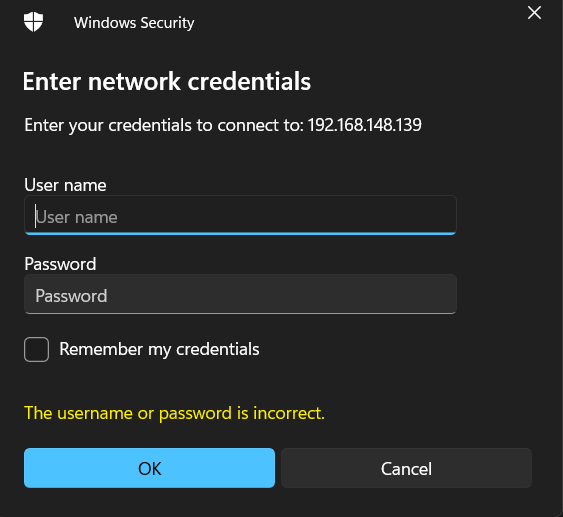 Windows Security
Enter network credentials
Enter your credentials to connect to: 192.168.148.139
User name
User name
Password
Password
Remember my credentials
The username or password is incorrect.
OK
Cancel